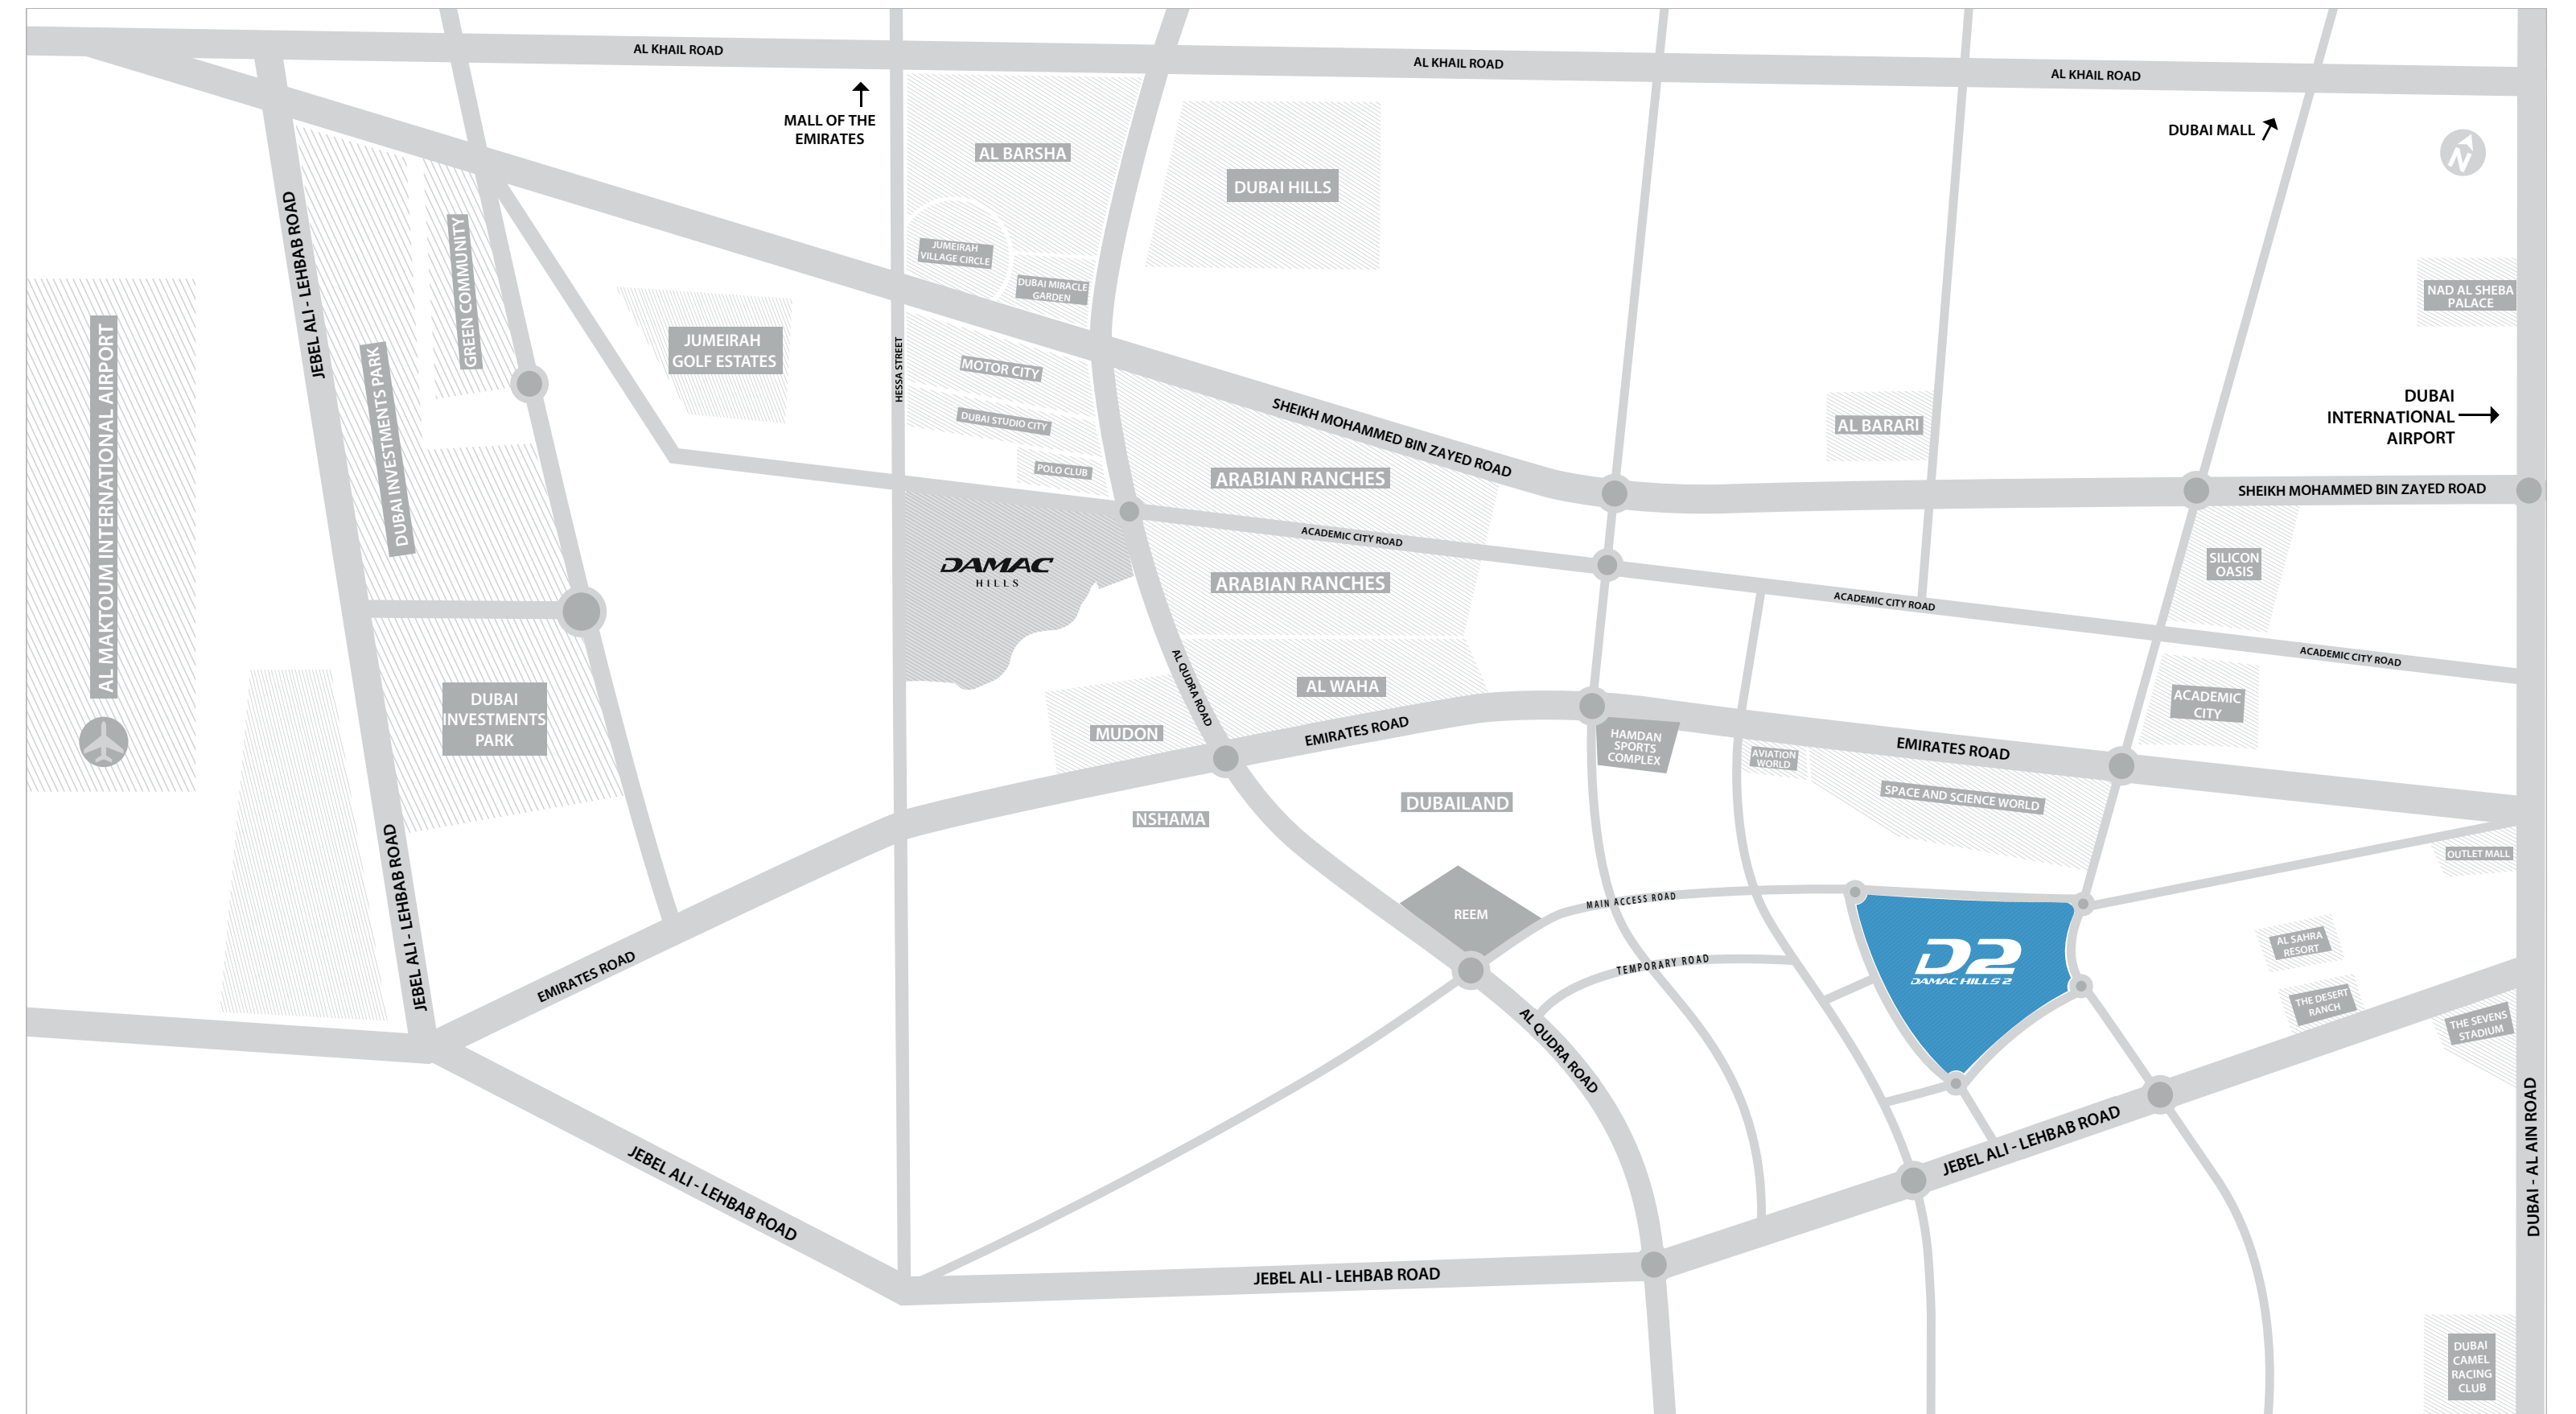 AL KHAIL ROAD
AL KHAIL ROAD
AL KHAIL ROAD
MALL OF THE
EMIRATES
DUBAI MALL
N
AL BARSHA
DUBAI HILLS
JUMEIRAH
VILLAGE CIRCLE
DUBAI MIRACLE
GARDEN
NAD AL SHEBA
PALACE
JEBEL ALI - LEHBAB ROAD
GREEN COMMUNITY
AL MAKTOUM INTERNATIONAL AIRPORT
DUBAI INVESTMENTS PARK
JUMEIRAH
GOLF ESTATES
HESSA STREET
MOTOR CITY
DUBAI STUDIO CITY
POLO CLUB
SHEIKH MOHAMMED BIN ZAYED ROAD
ARABIAN RANCHES
AL BARARI
DUBAI
INTERNATIONAL
AIRPORT
SHEIKH MOHAMMED BIN ZAYED ROAD
DAMAC
HILLS
ACADEMIC CITY ROAD
ARABIAN RANCHES
ACADEMIC CITY ROAD
SILICON
OASIS
ACADEMIC CITY ROAD
DUBAI
INVESTMENTS
PARK
AL QUDRA ROAD
AL WAHA
MUDON
EMIRATES ROAD
HAMDAN
SPORTS
COMPLEX
AVIATION
WORLD
EMIRATES ROAD
ACADEMIC
CITY
SPACE AND SCIENCE WORLD
NSHAMA
DUBAILAND
OUTLET MALL
JEBEL ALI - LEHBAB ROAD
REEM
MAIN ACCESS ROAD
TEMPORARY ROAD
D2
DAMAC HILLS 2
AL SAHRA
RESORT
THE DESERT
RANCH
THE SEVENS
STADIUM
EMIRATES ROAD
AL QUDRA ROAD
JEBEL ALI - LEHBAB ROAD
JEBEL ALI - LEHBAB ROAD
JEBEL ALI - LEHBAB ROAD
DUBAI - AL AIN ROAD
DUBAI
CAMEL
RACING
CLUB